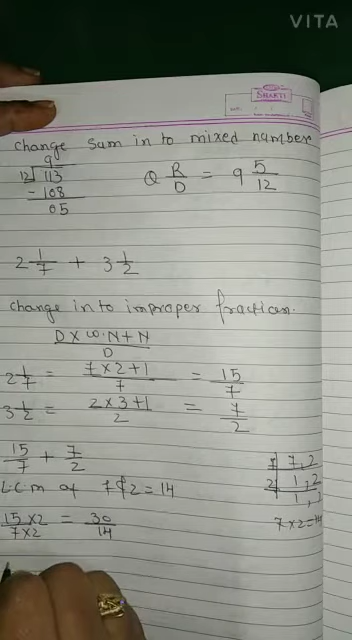 VITA
SHAKTI
Change Sum in to mixed number
9
12 113 Q R/D = 9 5/12
- 108
05
2 1/7 + 3 1/2
Change in to improper fraction.
D x W.N + N / D
2 1/7 = 7 x 2 + 1 / 7 = 15/7
3 1/2 = 2 x 3 + 1 / 2 = 7/2
15/7 + 7/2
7 7, 2
L.C.M of 7 & 2 = 14
2 1, 2
1, 1
15 x 2 / 7 x 2 = 30/14
7 x 2 = 14